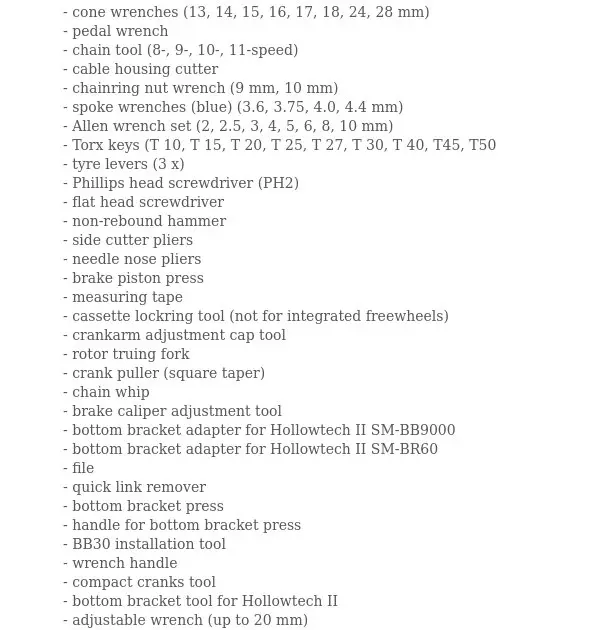 - cone wrenches (13, 14, 15, 16, 17, 18, 24, 28 mm)
- pedal wrench
- chain tool (8-, 9-, 10-, 11-speed)
- cable housing cutter
- chainring nut wrench (9 mm, 10 mm)
- spoke wrenches (blue) (3.6, 3.75, 4.0, 4.4 mm)
- Allen wrench set (2, 2.5, 3, 4, 5, 6, 8, 10 mm)
- Torx keys (T 10, T 15, T 20, T 25, T 27, T 30, T 40, T45, T50
- tyre levers (3 x)
- Phillips head screwdriver (PH2)
- flat head screwdriver
- non-rebound hammer
- side cutter pliers
- needle nose pliers
- brake piston press
- measuring tape
- cassette lockring tool (not for integrated freewheels)
- crankarm adjustment cap tool
- rotor truing fork
- crank puller (square taper)
- chain whip
- brake caliper adjustment tool
- bottom bracket adapter for Hollowtech II SM-BB9000
- bottom bracket adapter for Hollowtech II SM-BR60
- file
- quick link remover
- bottom bracket press
- handle for bottom bracket press
- BB30 installation tool
- wrench handle
- compact cranks tool
- bottom bracket tool for Hollowtech II
- adjustable wrench (up to 20 mm)